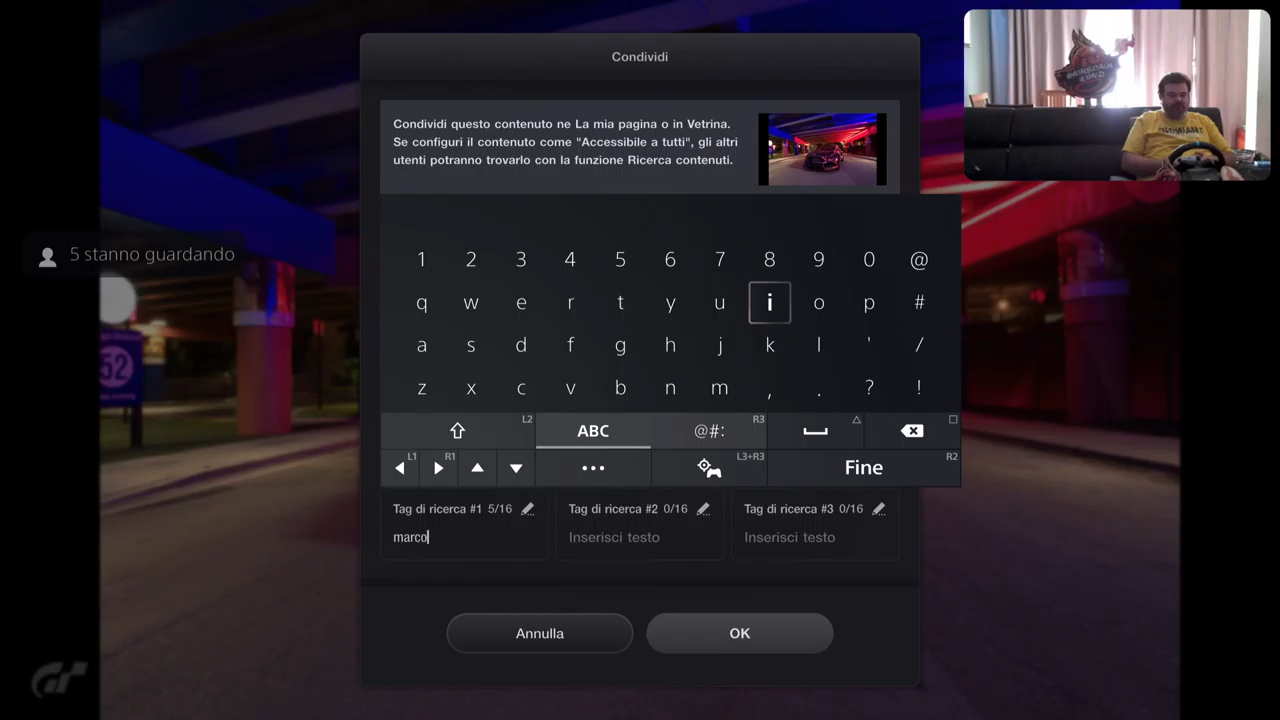 Condividi
Condividi questo contenuto ne La mia pagina o in Vetrina.
Se configuri il contenuto come "Accessibile a tutti", gli altri
utenti potranno trovarlo con la funzione Ricerca contenuti.
5 stanno guardando
1 2 3 4 5 6 7 8 9 0 @
q w e r t y u i o p #
a s d f g h j k l ' /
z x c v b n m , . ? !
L2 ABC @#: R3 △ □
L1 R1 ••• L3+R3 Fine R2
Tag di ricerca #1 5/16 Tag di ricerca #2 0/16 Tag di ricerca #3 0/16
marco Inserisci testo Inserisci testo
Annulla OK
52
GT